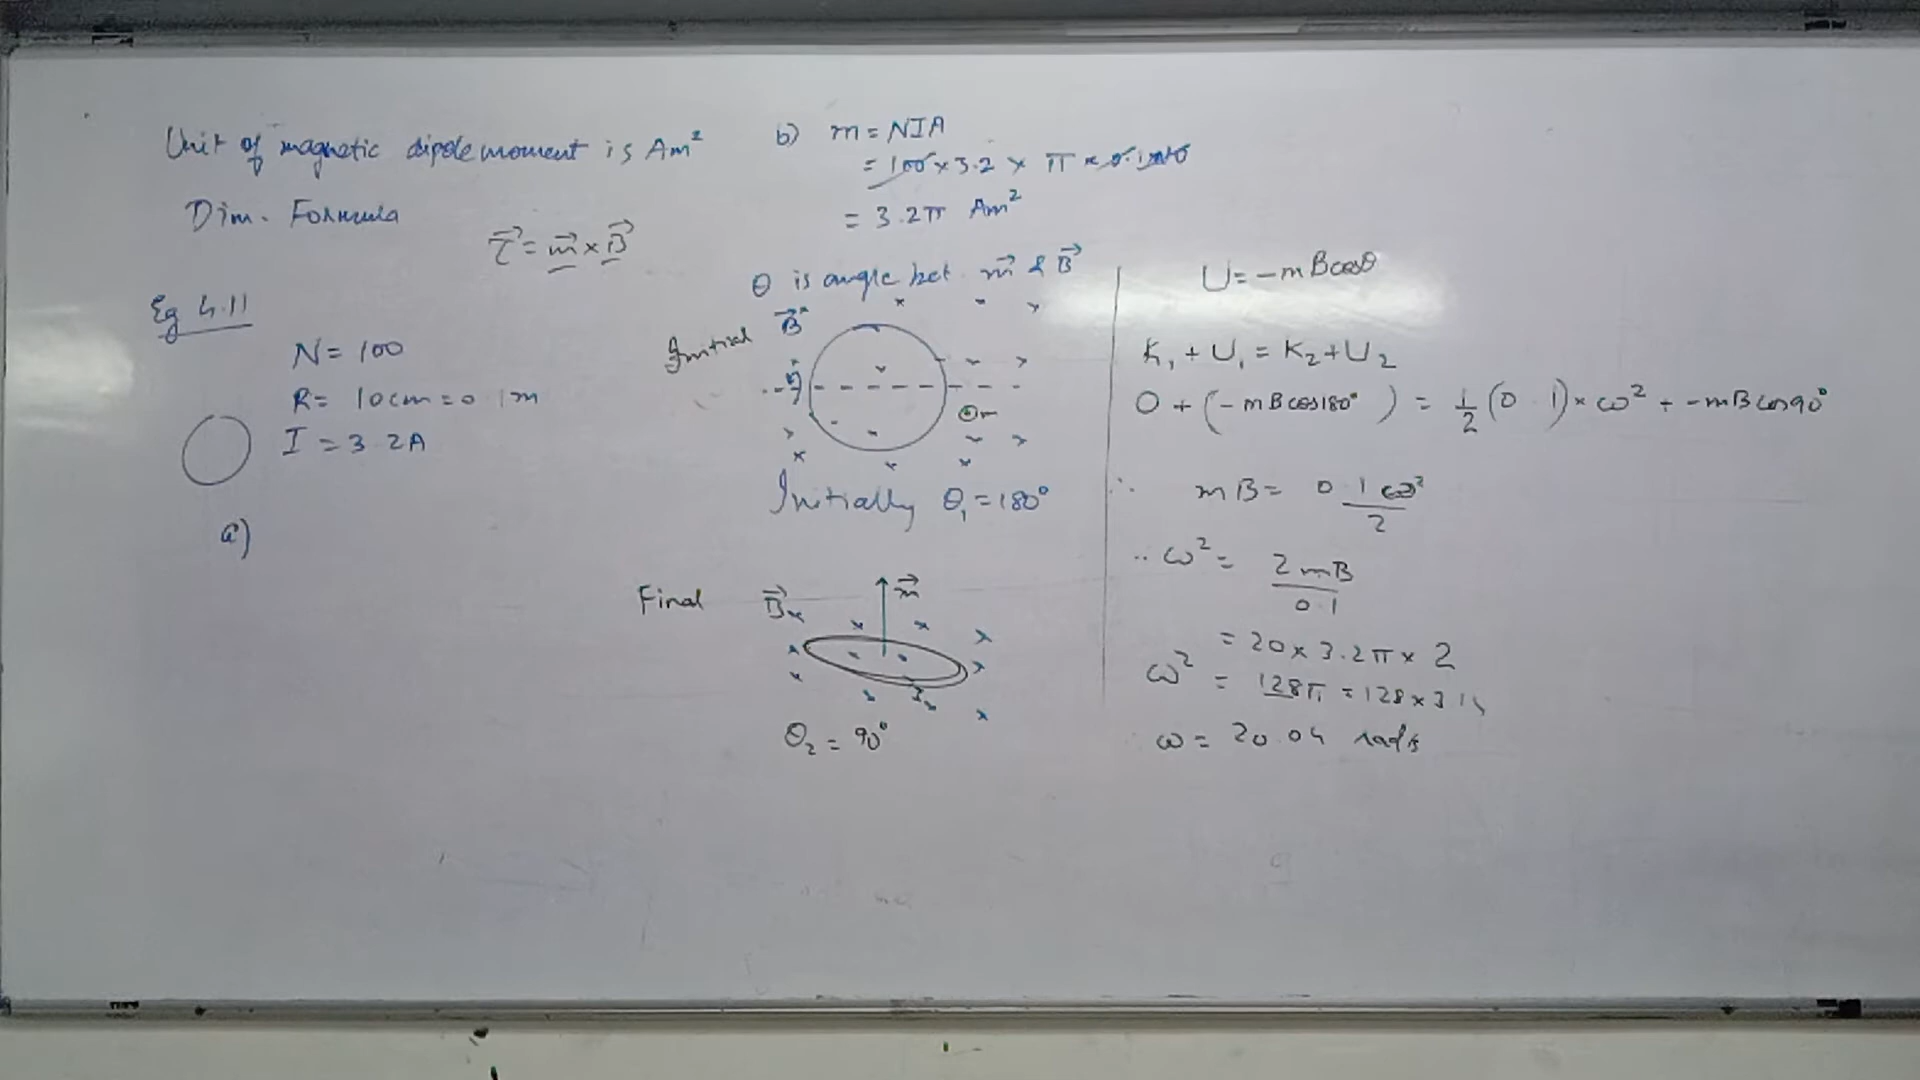 Unit of magnetic dipole moment is Am²
Dim. Formula
τ⃗ = m⃗ × B⃗
Eg 4.11
N = 100
R = 10cm = 0.1m
I = 3.2A
a)
b) m = NIA
= 100 × 3.2 × π ×
= 3.2π Am²
θ is angle bet. m⃗ & B⃗
Initial B⃗
m
Initially θ₁ = 180°
Final B⃗ m⃗
θ₂ = 90°
U = -mBcosθ
K₁ + U₁ = K₂ + U₂
0 + (-mBcos180°) = 1/2 (0.1) × ω² + -mBcos90°
∴ mB = 0.1ω²/2
∴ ω² = 2mB/0.1
= 20 × 3.2π × 2
ω² = 128π = 128 × 3.14
ω = 20.04 rad/s